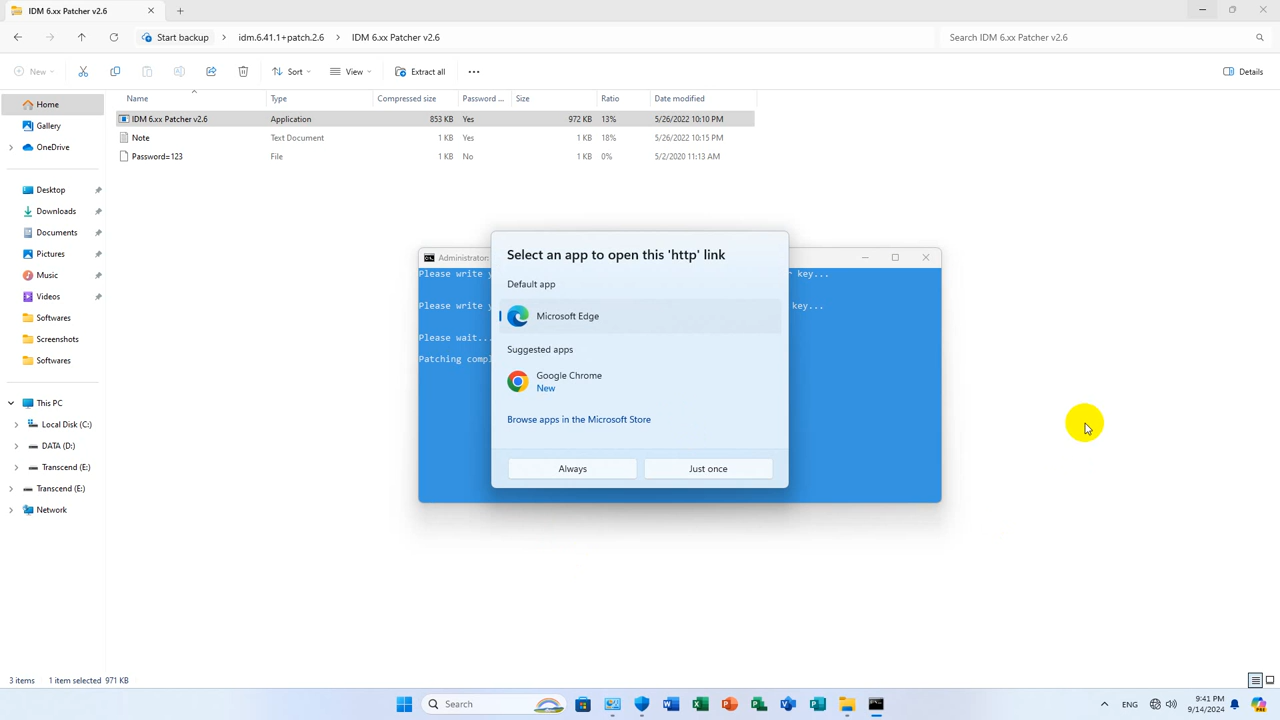 IDM 6.xx Patcher v2.6
Start backup
idm.6.41.1+patch.2.6
IDM 6.xx Patcher v2.6
Search IDM 6.xx Patcher v2.6
New
Sort
View
Extract all
Details
Name
Type
Compressed size
Password ...
Size
Ratio
Date modified
Home
IDM 6.xx Patcher v2.6
Application
853 KB
Yes
972 KB
13%
5/26/2022 10:10 PM
Gallery
Note
Text Document
1 KB
Yes
1 KB
18%
5/26/2022 10:15 PM
OneDrive
Password=123
File
1 KB
No
1 KB
0%
5/2/2020 11:13 AM
Desktop
Downloads
Documents
Pictures
Music
Videos
Softwares
Screenshots
Softwares
This PC
Local Disk (C:)
DATA (D:)
Transcend (E:)
Transcend (E:)
Network
Administrator:
Please write
key...
Please write
key...
Please wait..
Patching
Select an app to open this 'http' link
Default app
Microsoft Edge
Suggested apps
Google Chrome
New
Browse apps in the Microsoft Store
Always
Just once
3 items
1 item selected 971 KB
Search
ENG
9:41 PM
9/14/2024